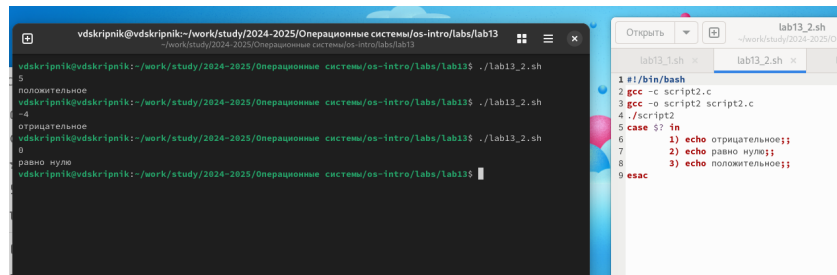 vdskripnik@vdskripnik:~/work/study/2024-2025/Операционные системы/os-intro/labs/lab13
~/work/study/2024-2025/Операционные системы/os-intro/labs/lab13
vdskripnik@vdskripnik:~/work/study/2024-2025/Операционные системы/os-intro/labs/lab13$ ./lab13_2.sh
5
положительное
vdskripnik@vdskripnik:~/work/study/2024-2025/Операционные системы/os-intro/labs/lab13$ ./lab13_2.sh
-4
отрицательное
vdskripnik@vdskripnik:~/work/study/2024-2025/Операционные системы/os-intro/labs/lab13$ ./lab13_2.sh
0
равно нулю
vdskripnik@vdskripnik:~/work/study/2024-2025/Операционные системы/os-intro/labs/lab13$
Открыть
lab13_2.sh
~/work/study/2024-2025/О
lab13_1.sh × lab13_2.sh ×
1 #!/bin/bash
2 gcc -c script2.c
3 gcc -o script2 script2.c
4 ./script2
5 case $? in
6 1) echo отрицательное;;
7 2) echo равно нулю;;
8 3) echo положительное;;
9 esac